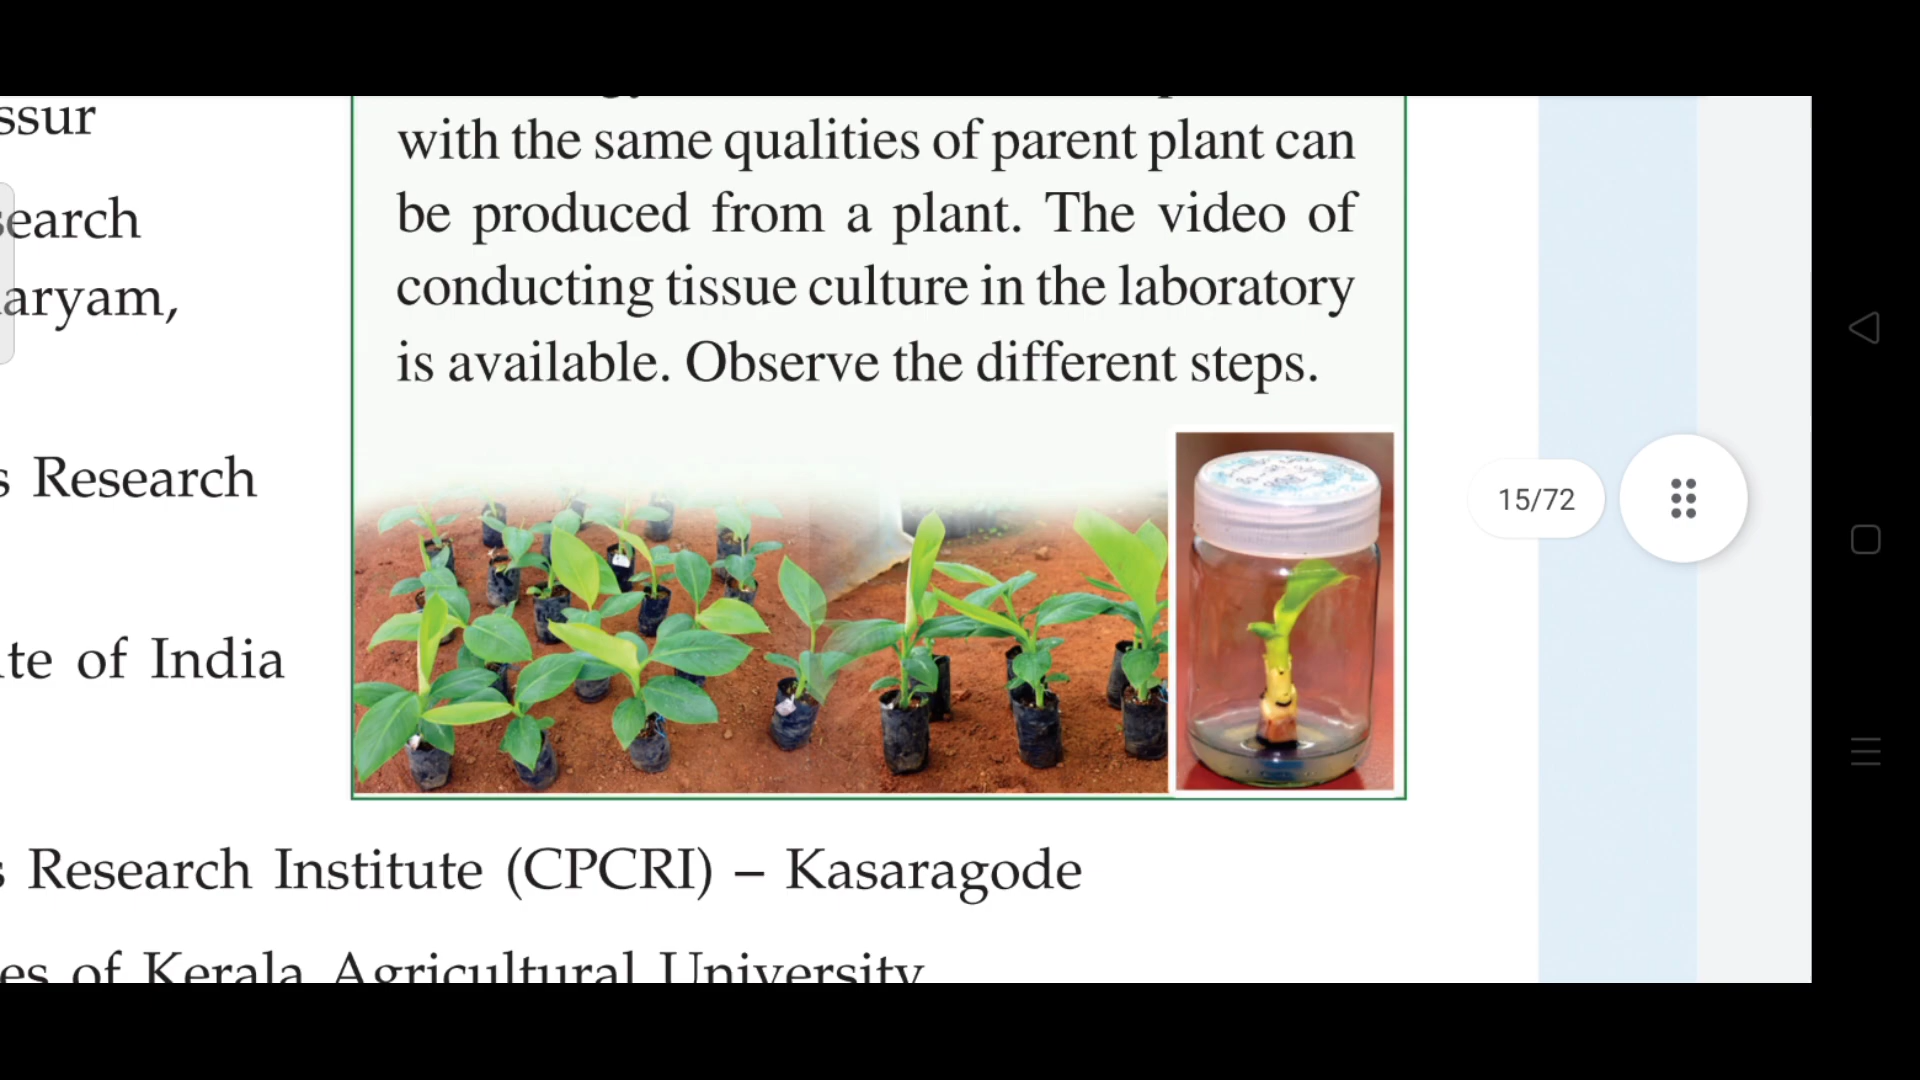 ssur
with the same qualities of parent plant can
be produced from a plant. The video of
search
conducting tissue culture in the laboratory
aryam,
is available. Observe the different steps.
s Research
15/72
te of India
s Research Institute (CPCRI) – Kasaragode
es of Kerala Agricultural University